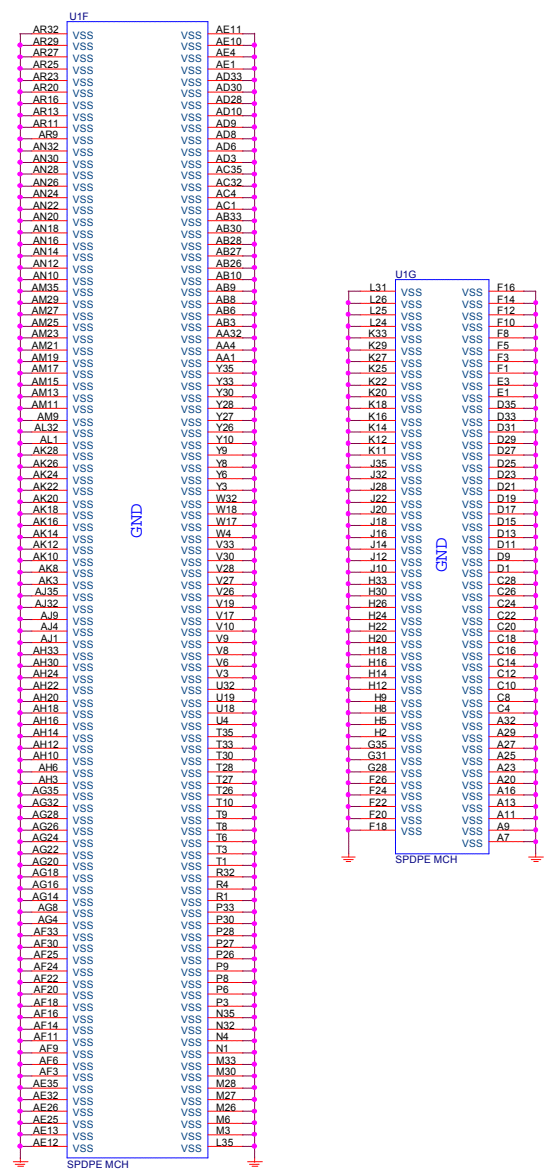 U1F
AR32 VSS VSS AE11
AR29 VSS VSS AE10
AR27 VSS VSS AE4
AR25 VSS VSS AE1
AR23 VSS VSS AD33
AR20 VSS VSS AD30
AR16 VSS VSS AD28
AR13 VSS VSS AD10
AR11 VSS VSS AD9
AR9 VSS VSS AD8
AN32 VSS VSS AD6
AN30 VSS VSS AD3
AN28 VSS VSS AC35
AN26 VSS VSS AC32
AN24 VSS VSS AC4
AN22 VSS VSS AC1
AN20 VSS VSS AB33
AN18 VSS VSS AB30
AN16 VSS VSS AB28
AN14 VSS VSS AB27
AN12 VSS VSS AB26
AN10 VSS VSS AB10
AM35 VSS VSS AB9
AM29 VSS VSS AB8
AM27 VSS VSS AB6
AM25 VSS VSS AB3
AM23 VSS VSS AA32
AM21 VSS VSS AA4
AM19 VSS VSS AA1
AM17 VSS VSS Y35
AM15 VSS VSS Y33
AM13 VSS VSS Y30
AM11 VSS VSS Y28
AM9 VSS VSS Y27
AL32 VSS VSS Y26
AL1 VSS VSS Y10
AK28 VSS VSS Y9
AK26 VSS VSS Y8
AK24 VSS VSS Y6
AK22 VSS VSS Y3
AK20 VSS VSS W32
AK18 VSS VSS W18
AK16 VSS VSS W17
AK14 VSS VSS W4
AK12 VSS VSS V33
AK10 VSS VSS V30
AK8 VSS VSS V28
AK3 VSS VSS V27
AJ35 VSS VSS V26
AJ32 VSS VSS V19
AJ9 VSS VSS V17
AJ4 VSS VSS V10
AJ1 VSS VSS V9
AH33 VSS VSS V8
AH30 VSS VSS V6
AH24 VSS VSS V3
AH22 VSS VSS U32
AH20 VSS VSS U19
AH18 VSS VSS U18
AH16 VSS VSS U4
AH14 VSS VSS T35
AH12 VSS VSS T33
AH10 VSS VSS T30
AH6 VSS VSS T28
AH3 VSS VSS T27
AG35 VSS VSS T26
AG32 VSS VSS T10
AG28 VSS VSS T9
AG26 VSS VSS T8
AG24 VSS VSS T6
AG22 VSS VSS T3
AG20 VSS VSS T1
AG18 VSS VSS R32
AG16 VSS VSS R4
AG14 VSS VSS R1
AG8 VSS VSS P33
AG4 VSS VSS P30
AF33 VSS VSS P28
AF30 VSS VSS P27
AF25 VSS VSS P26
AF24 VSS VSS P9
AF22 VSS VSS P8
AF20 VSS VSS P6
AF18 VSS VSS P3
AF16 VSS VSS N35
AF14 VSS VSS N32
AF11 VSS VSS N4
AF9 VSS VSS N1
AF6 VSS VSS M33
AF3 VSS VSS M30
AE35 VSS VSS M28
AE32 VSS VSS M27
AE26 VSS VSS M26
AE25 VSS VSS M6
AE13 VSS VSS M3
AE12 VSS VSS L35
GND
SPDPE MCH
U1G
L31 VSS VSS F16
L26 VSS VSS F14
L25 VSS VSS F12
L24 VSS VSS F10
K33 VSS VSS F8
K29 VSS VSS F5
K27 VSS VSS F3
K25 VSS VSS F1
K22 VSS VSS E3
K20 VSS VSS E1
K18 VSS VSS D35
K16 VSS VSS D33
K14 VSS VSS D31
K12 VSS VSS D29
K11 VSS VSS D27
J35 VSS VSS D25
J32 VSS VSS D23
J28 VSS VSS D21
J22 VSS VSS D19
J20 VSS VSS D17
J18 VSS VSS D15
J16 VSS VSS D13
J14 VSS VSS D11
J12 VSS VSS D9
J10 VSS VSS D1
H33 VSS VSS C28
H30 VSS VSS C26
H26 VSS VSS C24
H24 VSS VSS C22
H22 VSS VSS C20
H20 VSS VSS C18
H18 VSS VSS C16
H16 VSS VSS C14
H14 VSS VSS C12
H12 VSS VSS C10
H9 VSS VSS C8
H8 VSS VSS C4
H5 VSS VSS A32
H2 VSS VSS A29
G35 VSS VSS A27
G31 VSS VSS A25
G28 VSS VSS A23
F26 VSS VSS A20
F24 VSS VSS A16
F22 VSS VSS A13
F20 VSS VSS A11
F18 VSS VSS A9
VSS A7
GND
SPDPE MCH